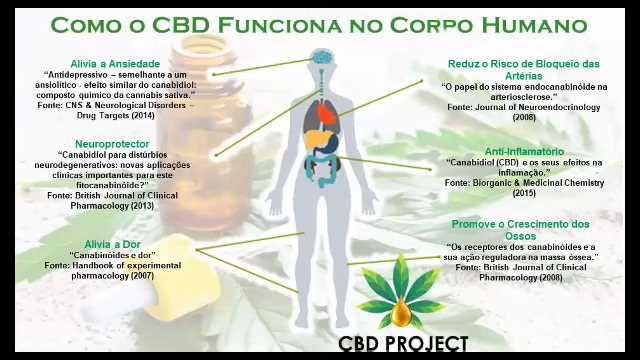 Como o CBD Funciona no Corpo Humano
Alivia a Ansiedade
“Antidepressivo – semelhante a um
ansiolítico - efeito similar do canabidiol:
composto químico da cannabis sativa.”
Fonte: CNS & Neurological Disorders –
Drug Targets (2014)
Neuroprotector
“Canabidiol para distúrbios
neurodegenerativos: novas aplicações
clínicas importantes para este
fitocanabinóide?”
Fonte: British Journal of Clinical
Pharmacology (2013)
Alivia a Dor
“Canabinóides e dor”
Fonte: Handbook of experimental
pharmacology (2007)
Reduz o Risco de Bloqueio das
Artérias
“O papel do sistema endocanabinóide na
arteriosclerose.”
Fonte: Journal of Neuroendocrinology
(2008)
Anti-Inflamatório
“Canabidiol (CBD) e os seus efeitos na
inflamação.”
Fonte: Biorganic & Medicinal Chemistry
(2015)
Promove o Crescimento dos
Ossos
“Os receptores dos canabinóides e a
sua ação reguladora na massa óssea.”
Fonte: British Journal of Clinical
Pharmacology (2008)
CBD PROJECT